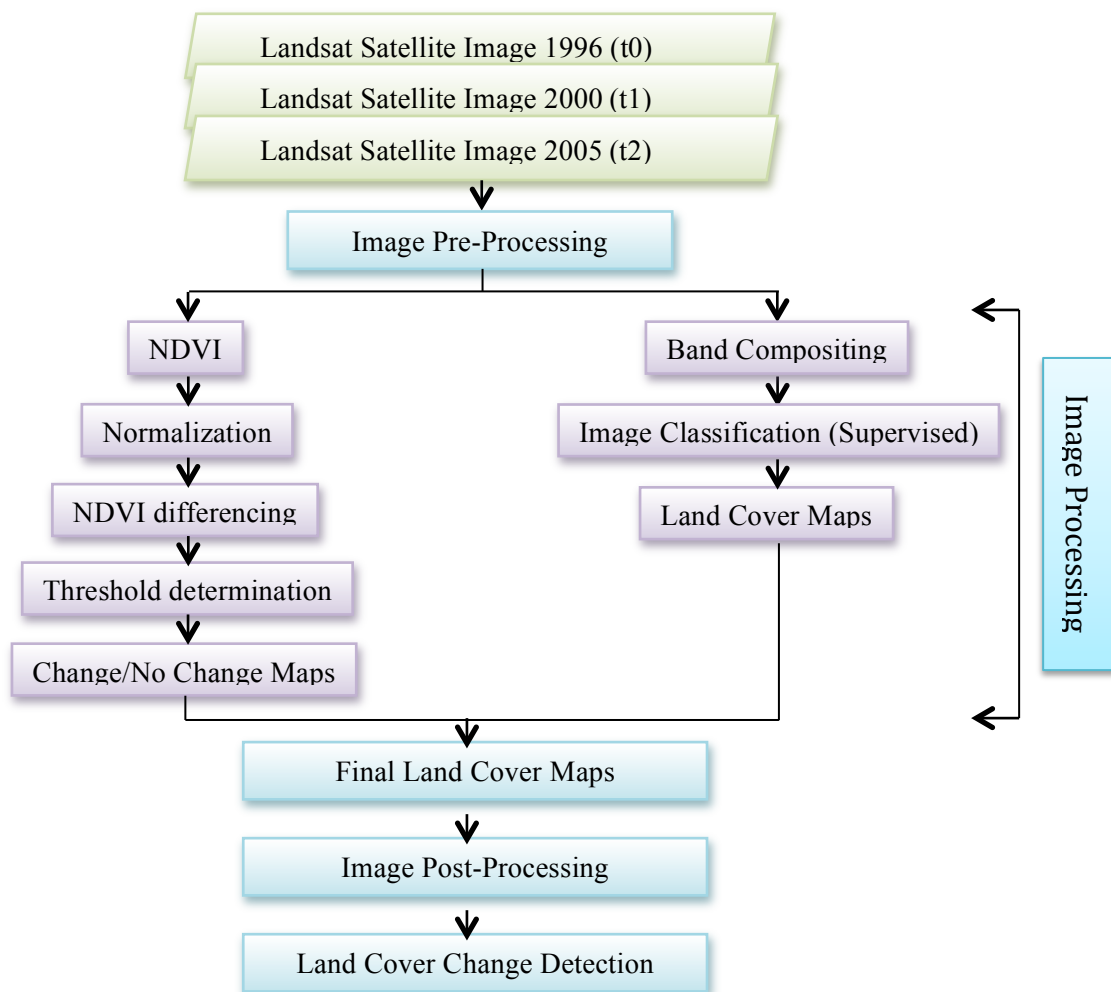 Landsat Satellite Image 1996 (t0)
Landsat Satellite Image 2000 (t1)
Landsat Satellite Image 2005 (t2)
Image Pre-Processing
NDVI
Normalization
NDVI differencing
Threshold determination
Change/No Change Maps
Band Compositing
Image Classification (Supervised)
Land Cover Maps
Image Processing
Final Land Cover Maps
Image Post-Processing
Land Cover Change Detection